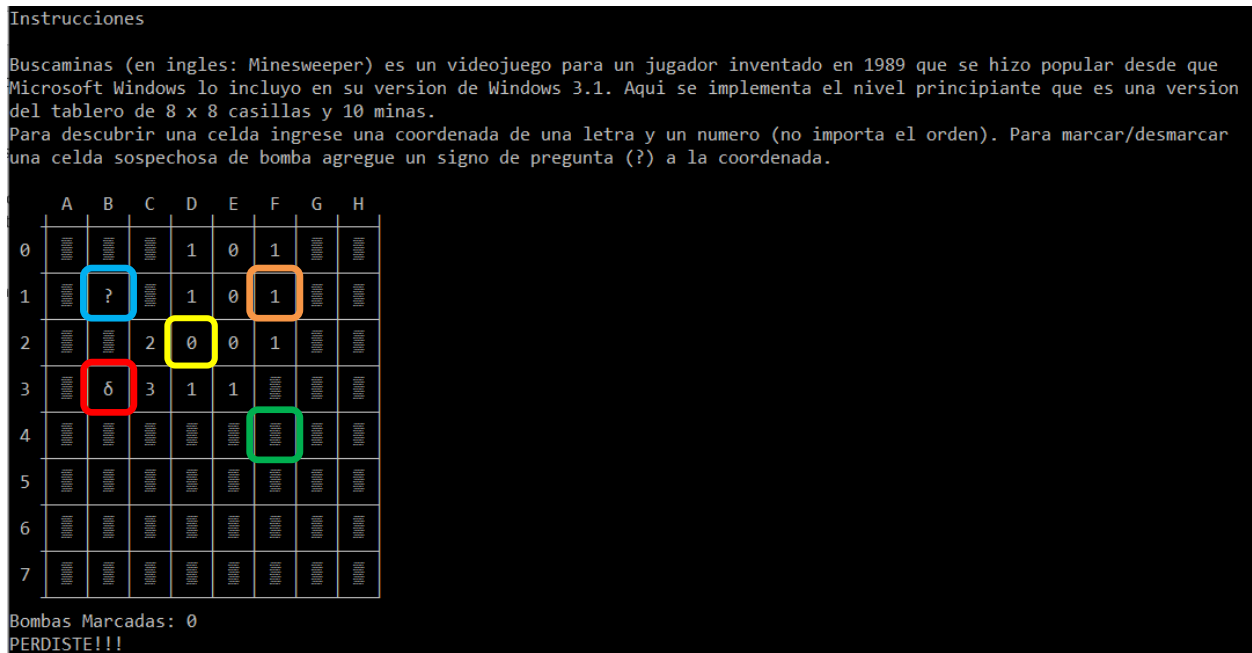 Instrucciones
Buscaminas (en ingles: Minesweeper) es un videojuego para un jugador inventado en 1989 que se hizo popular desde que
Microsoft Windows lo incluyo en su version de Windows 3.1. Aqui se implementa el nivel principiante que es una version
del tablero de 8 x 8 casillas y 10 minas.
Para descubrir una celda ingrese una coordenada de una letra y un numero (no importa el orden). Para marcar/desmarcar
una celda sospechosa de bomba agregue un signo de pregunta (?) a la coordenada.
A B C D E F G H
0 1 0 1
1 ? 1 0 1
2 2 0 0 1
3 δ 3 1 1
4
5
6
7
Bombas Marcadas: 0
PERDISTE!!!